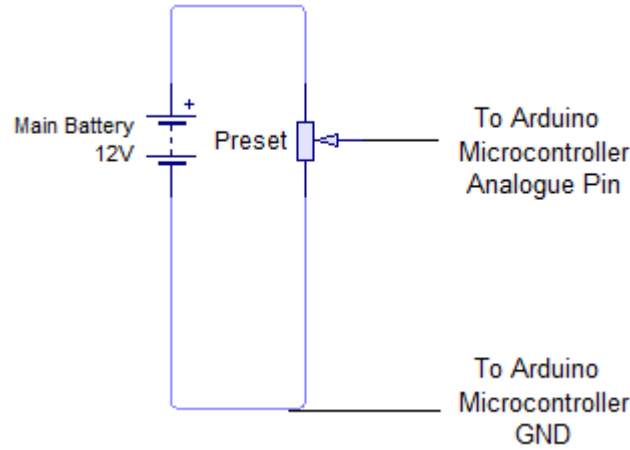 Main Battery
12V
+
Preset
To Arduino
Microcontroller
Analogue Pin
To Arduino
Microcontroller
GND